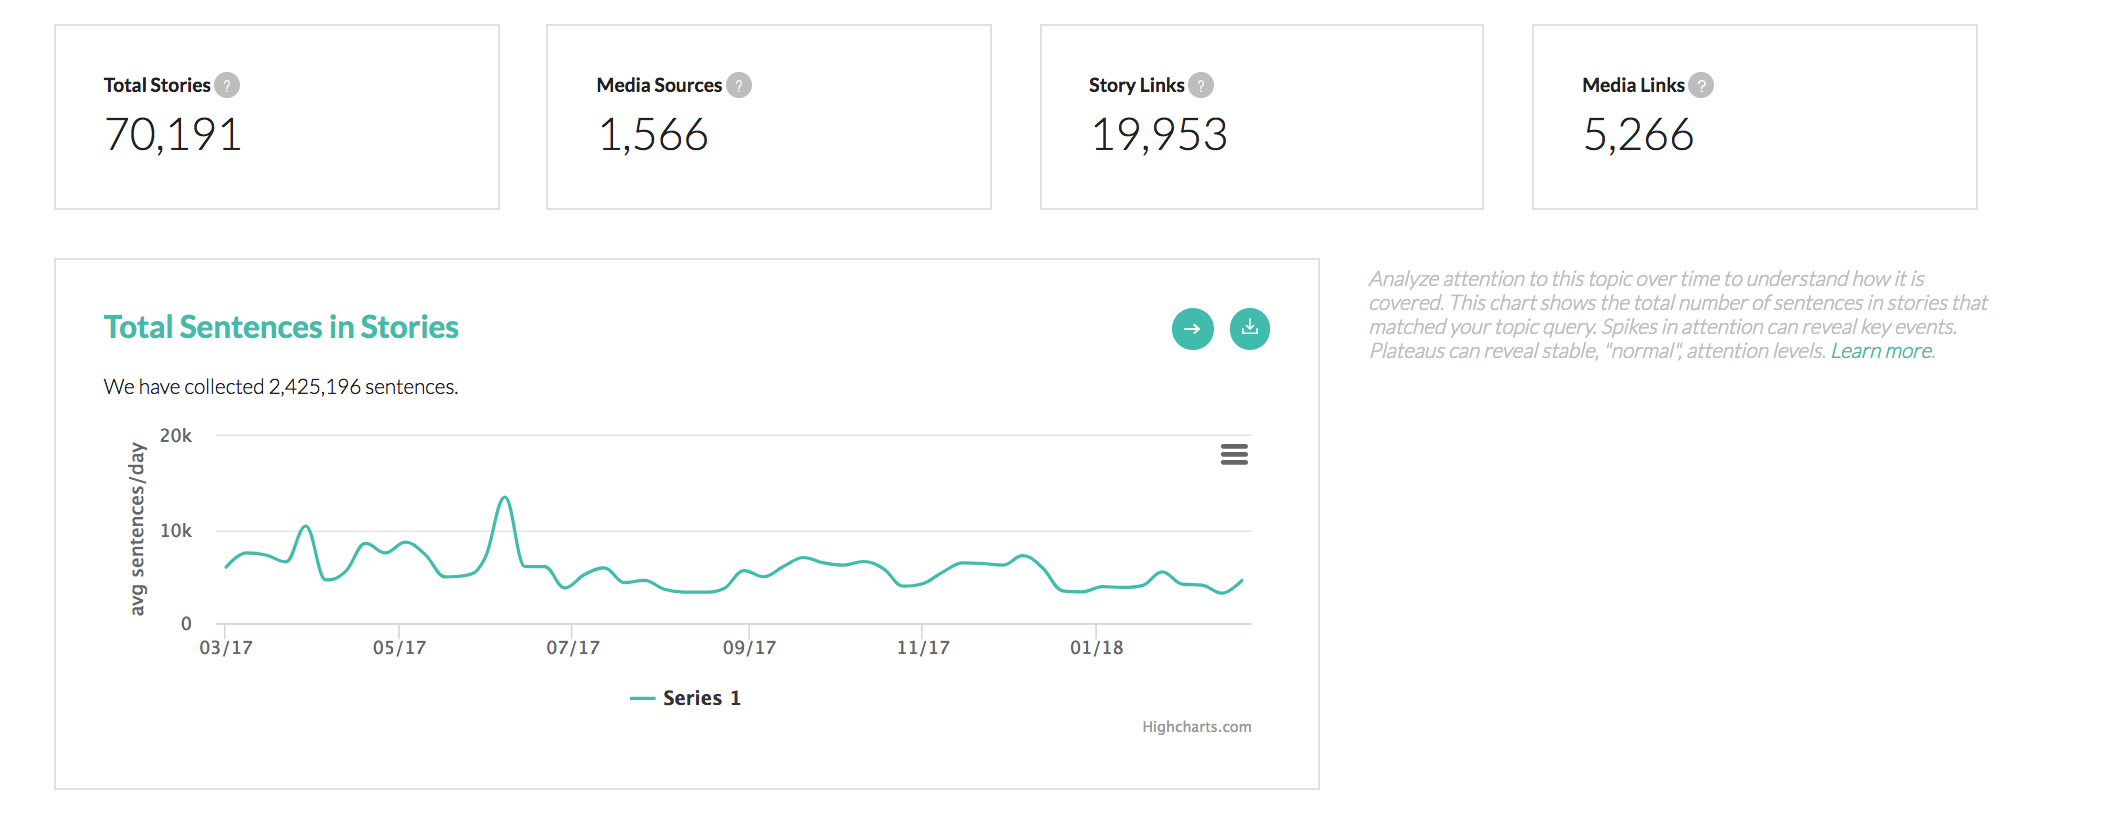 Total Stories ?
70,191
Media Sources ?
1,566
Story Links ?
19,953
Media Links ?
5,266
Total Sentences in Stories
We have collected 2,425,196 sentences.
avg sentences/day
20k
10k
0
03/17
05/17
07/17
09/17
11/17
01/18
Series 1
Highcharts.com
Analyze attention to this topic over time to understand how it is
covered. This chart shows the total number of sentences in stories that
matched your topic query. Spikes in attention can reveal key events.
Plateaus can reveal stable, "normal", attention levels. Learn more.